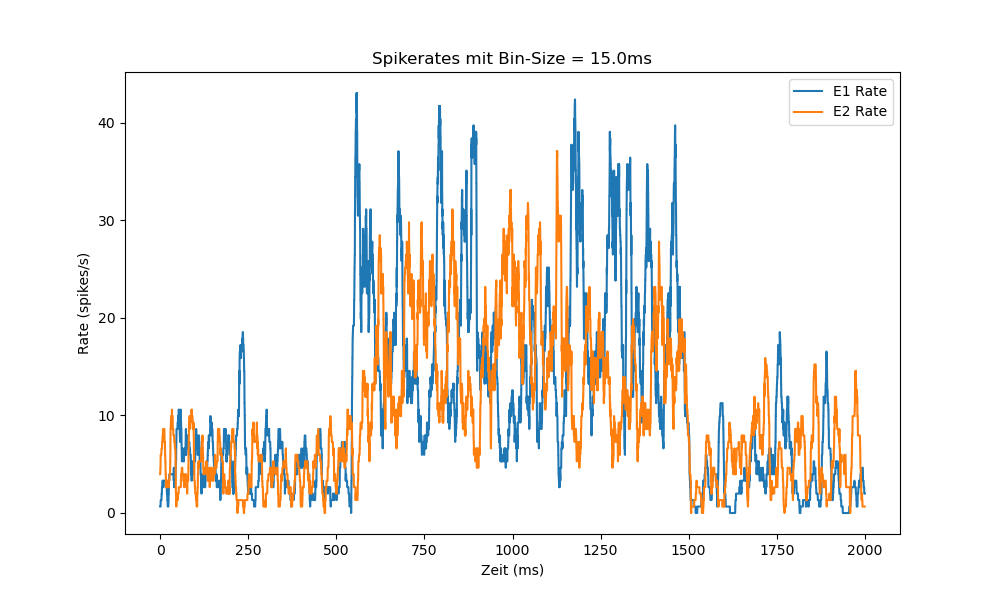 Spikerates mit Bin-Size = 15.0ms
E1 Rate
E2 Rate
Rate (spikes/s)
40
30
20
10
0
0 250 500 750 1000 1250 1500 1750 2000
Zeit (ms)